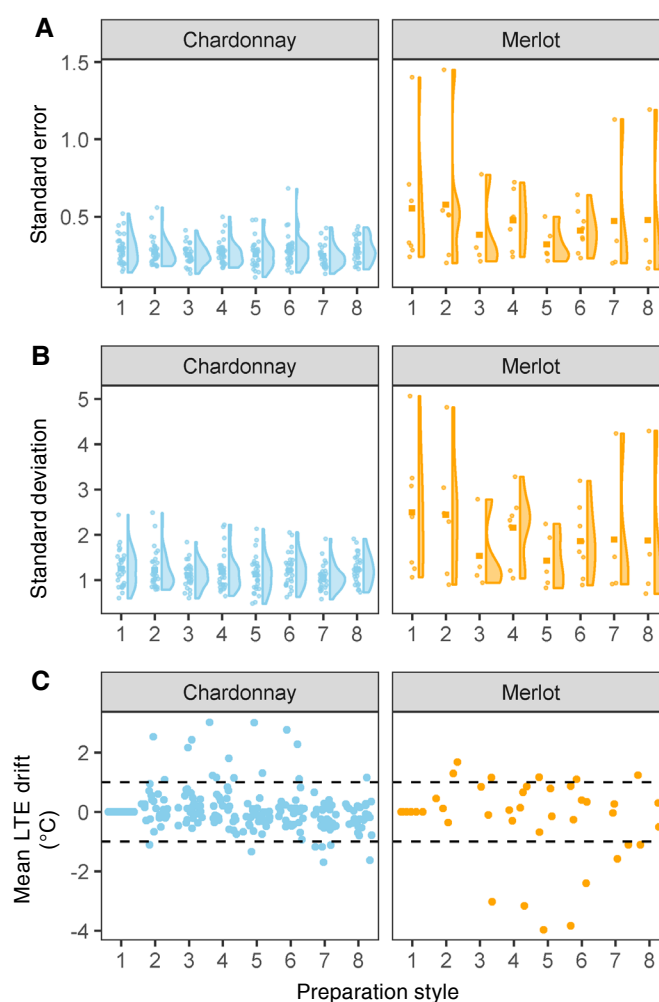 A
Chardonnay
Merlot
Standard error
1.5
1.0
0.5
1 2 3 4 5 6 7 8
1 2 3 4 5 6 7 8
B
Chardonnay
Merlot
Standard deviation
5
4
3
2
1
1 2 3 4 5 6 7 8
1 2 3 4 5 6 7 8
C
Chardonnay
Merlot
Mean LTE drift
(°C)
2
0
-2
-4
1 2 3 4 5 6 7 8
1 2 3 4 5 6 7 8
Preparation style